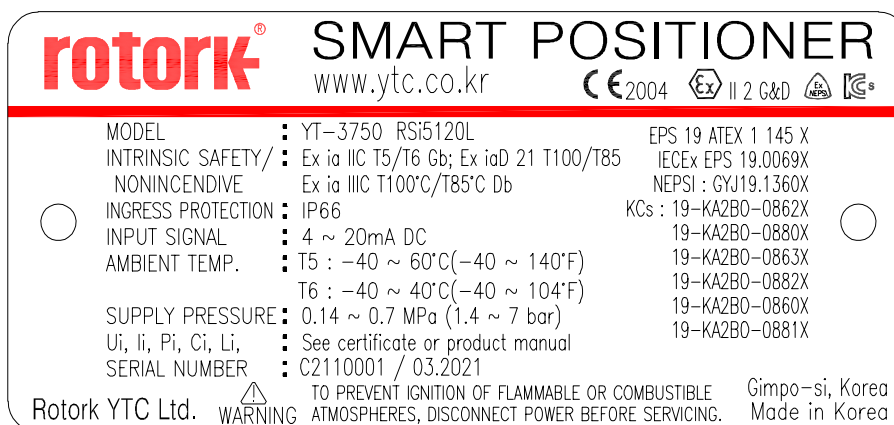 rotork®
SMART POSITIONER
www.ytc.co.kr
CE 2004 Ex II 2 G&D Ex NEPSI KCs
MODEL : YT-3750 RSi5120L
INTRINSIC SAFETY/ : Ex ia IIC T5/T6 Gb; Ex iaD 21 T100/T85
NONINCENDIVE Ex ia IIIC T100°C/T85°C Db
INGRESS PROTECTION : IP66
INPUT SIGNAL : 4 ~ 20mA DC
AMBIENT TEMP. : T5 : -40 ~ 60°C(-40 ~ 140°F)
T6 : -40 ~ 40°C(-40 ~ 104°F)
SUPPLY PRESSURE : 0.14 ~ 0.7 MPa (1.4 ~ 7 bar)
Ui, Ii, Pi, Ci, Li, : See certificate or product manual
SERIAL NUMBER : C2110001 / 03.2021
EPS 19 ATEX 1 145 X
IECEx EPS 19.0069X
NEPSI : GYJ19.1360X
KCs : 19-KA2BO-0862X
19-KA2BO-0880X
19-KA2BO-0863X
19-KA2BO-0882X
19-KA2BO-0860X
19-KA2BO-0881X
Rotork YTC Ltd.
WARNING
TO PREVENT IGNITION OF FLAMMABLE OR COMBUSTIBLE
ATMOSPHERES, DISCONNECT POWER BEFORE SERVICING.
Gimpo-si, Korea
Made in Korea